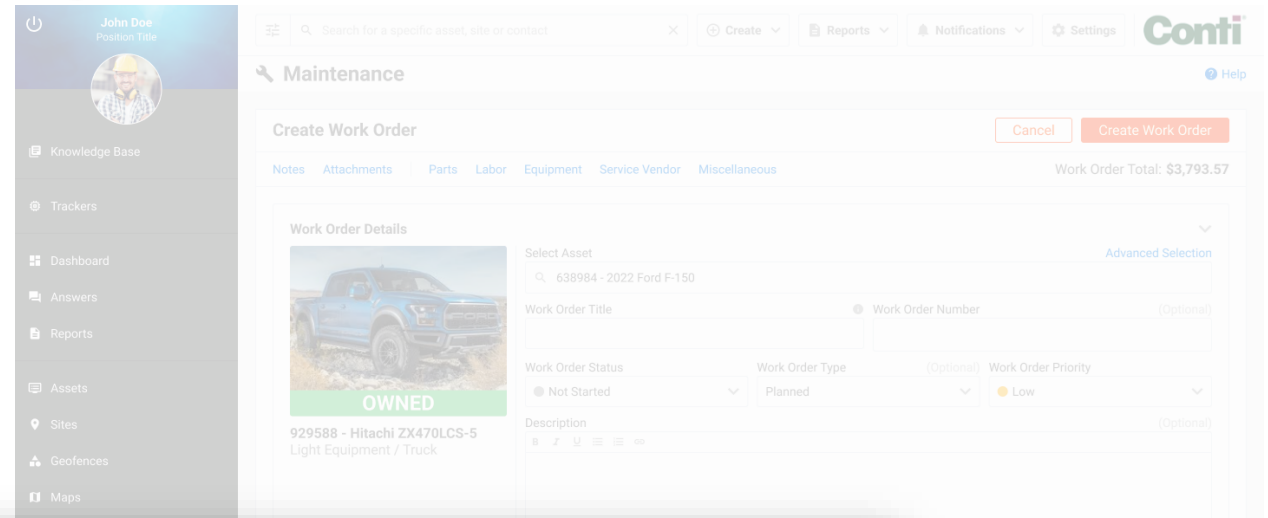 John Doe
Position Title
Knowledge Base
Trackers
Dashboard
Answers
Reports
Assets
Sites
Geofences
Maps
Search for a specific asset, site or contact
Create
Reports
Notifications
Settings
Conti
Maintenance
Help
Create Work Order
Cancel
Create Work Order
Notes Attachments Parts Labor Equipment Service Vendor Miscellaneous
Work Order Total: $3,793.57
Work Order Details
OWNED
929588 - Hitachi ZX470LCS-5
Light Equipment / Truck
Select Asset
Advanced Selection
638984 - 2022 Ford F-150
Work Order Title
Work Order Number (Optional)
Work Order Status
Not Started
Work Order Type (Optional)
Planned
Work Order Priority
Low
Description (Optional)
B I U
FORD